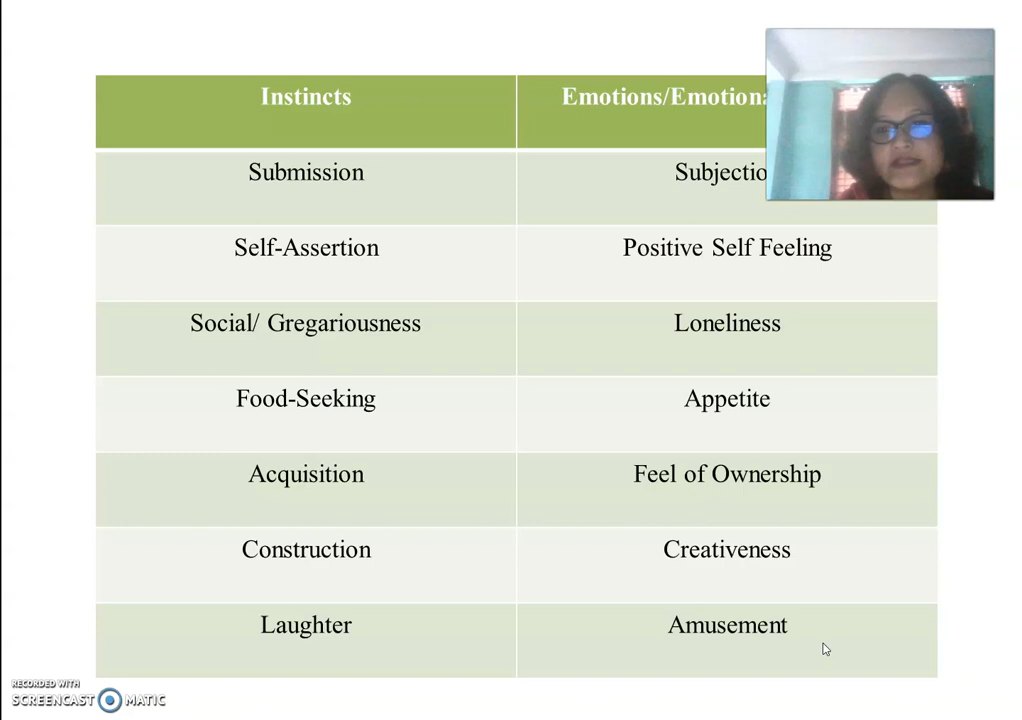 Instincts
Submission
Subjectio
Self-Assertion
Positive Self Feeling
Social/ Gregariousness
Loneliness
Food-Seeking
Appetite
Acquisition
Feel of Ownership
Construction
Creativeness
Laughter
Amusement
RECORDED WITH
SCREENCAST MATIC